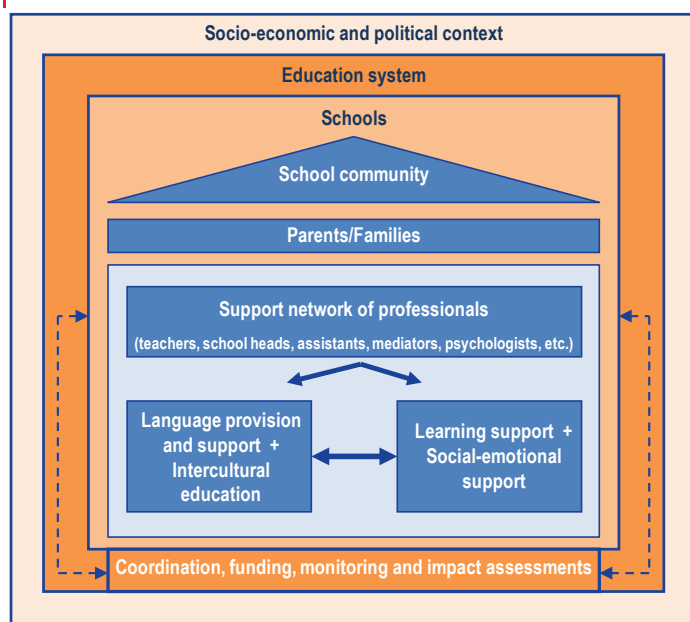 Socio-economic and political context
Education system
Schools
School community
Parents/Families
Support network of professionals
(teachers, school heads, assistants, mediators, psychologists, etc.)
Language provision
and support +
Intercultural
education
Learning support +
Social-emotional
support
Coordination, funding, monitoring and impact assessments